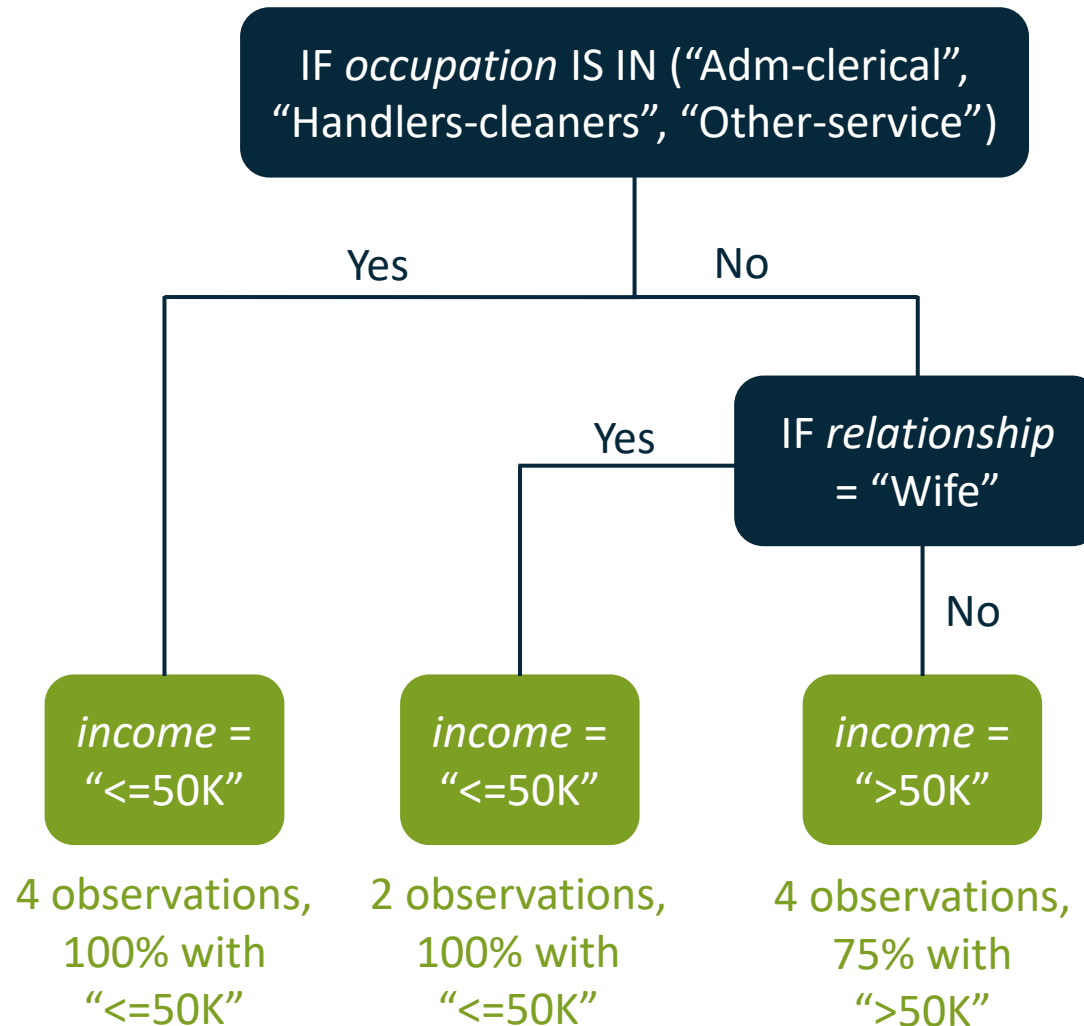 IF occupation IS IN (“Adm-clerical”,
“Handlers-cleaners”, “Other-service”)
Yes
No
IF relationship
= “Wife”
Yes
No
income =
“<=50K”
income =
“<=50K”
income =
“>50K”
4 observations,
100% with
“<=50K”
2 observations,
100% with
“<=50K”
4 observations,
75% with
“>50K”